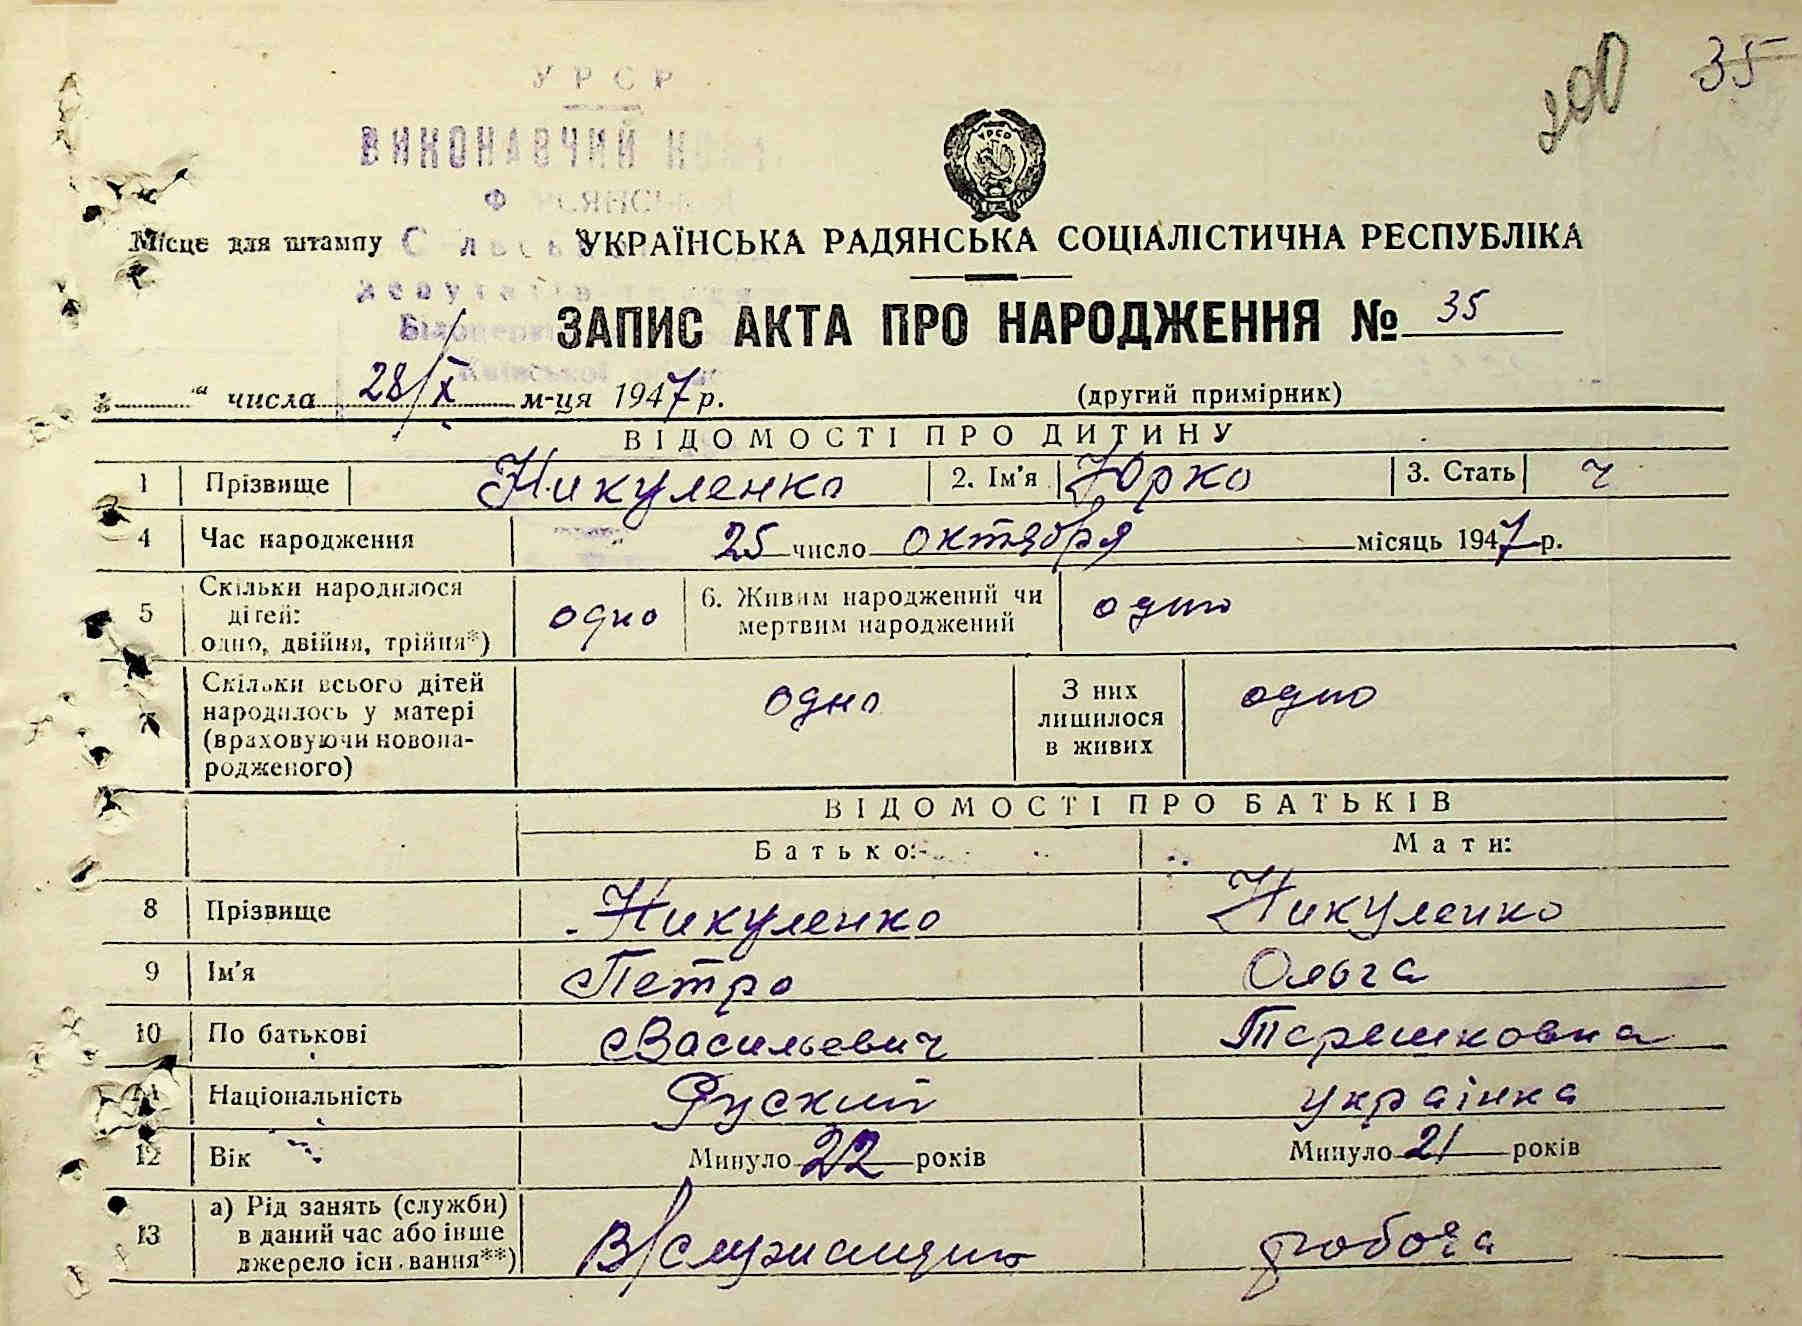 200 35
УРСР
ВИКОНАВЧИЙ
УРСР
Місце для штампу
УКРАЇНСЬКА РАДЯНСЬКА СОЦІАЛІСТИЧНА РЕСПУБЛІКА
ЗАПИС АКТА ПРО НАРОДЖЕННЯ № 35
Київської
"......" числа 28/X м-ця 1947 р. (другий примірник)
ВІДОМОСТІ ПРО ДИТИНУ
1 Прізвище Никуленко 2. Ім'я Юрко 3. Стать ч
4 Час народження 25 число октября місяць 1947 р.
5 Скільки народилося дітей: одно, двійня, трійня*) одно 6. Живим народжений чи мертвим народжений одно
7 Скільки всього дітей народилось у матері (враховуючи новонародженого) одно З них лишилося в живих одно
ВІДОМОСТІ ПРО БАТЬКІВ
Батько: Мати:
8 Прізвище Никуленко Никуленко
9 Ім'я Петро Ольга
10 По батькові Васильевич Терешковна
11 Національність Руский українка
12 Вік Минуло 22 років Минуло 21 років
13 а) Рід занять (служби) в даний час або інше джерело існування**) В/служащий робоча